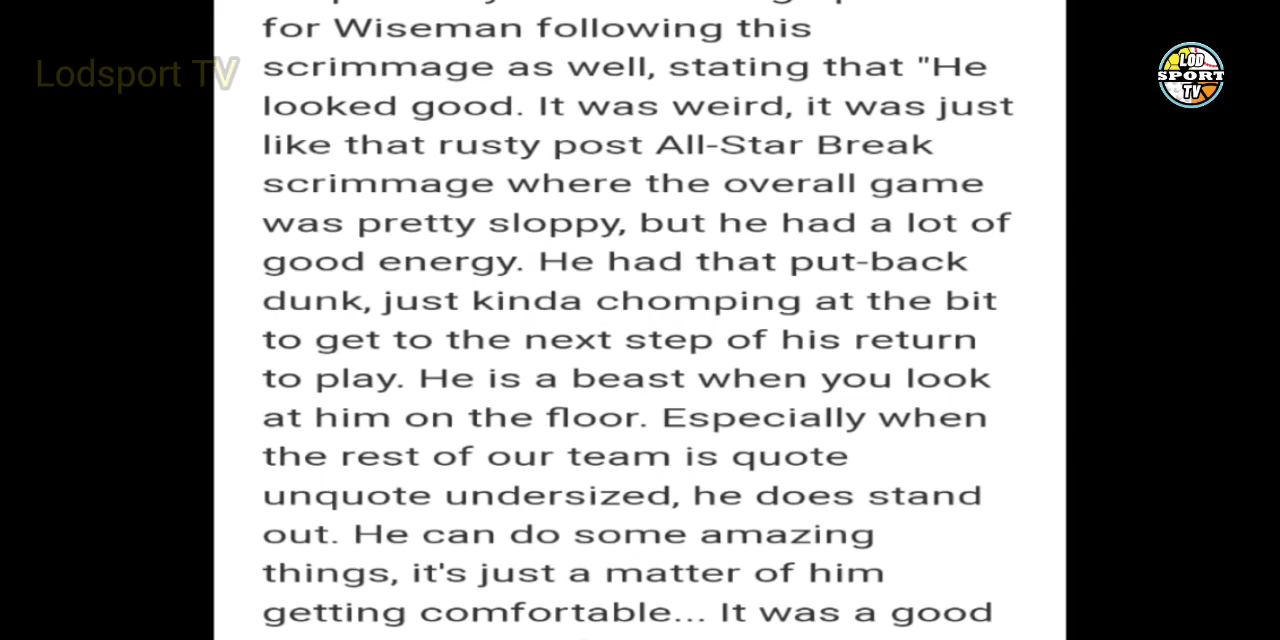 for Wiseman following this
scrimmage as well, stating that "He
looked good. It was weird, it was just
like that rusty post All-Star Break
scrimmage where the overall game
was pretty sloppy, but he had a lot of
good energy. He had that put-back
dunk, just kinda chomping at the bit
to get to the next step of his return
to play. He is a beast when you look
at him on the floor. Especially when
the rest of our team is quote
unquote undersized, he does stand
out. He can do some amazing
things, it's just a matter of him
getting comfortable... It was a good
Lodsport TV
LOD
SPORT
TV